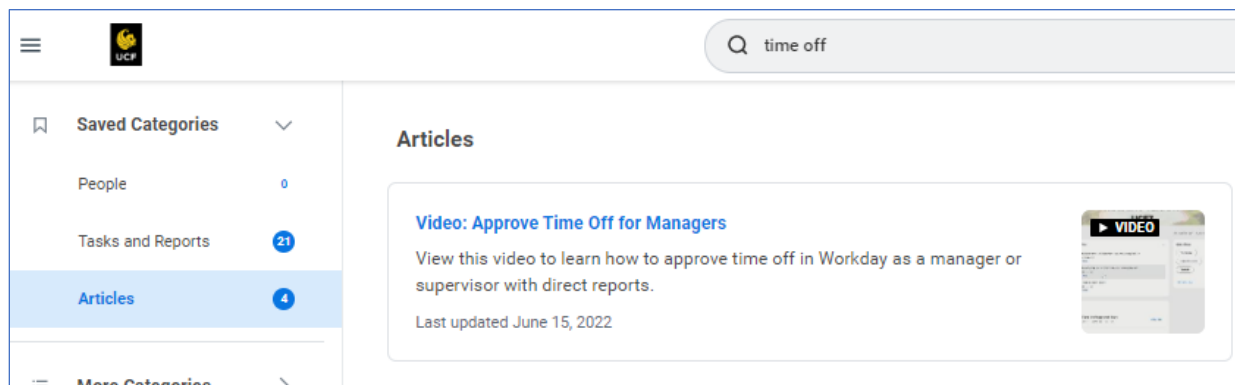 UCF
time off
Saved Categories
People 0
Tasks and Reports 21
Articles 4
More Categories
Articles
Video: Approve Time Off for Managers
View this video to learn how to approve time off in Workday as a manager or
supervisor with direct reports.
Last updated June 15, 2022
VIDEO